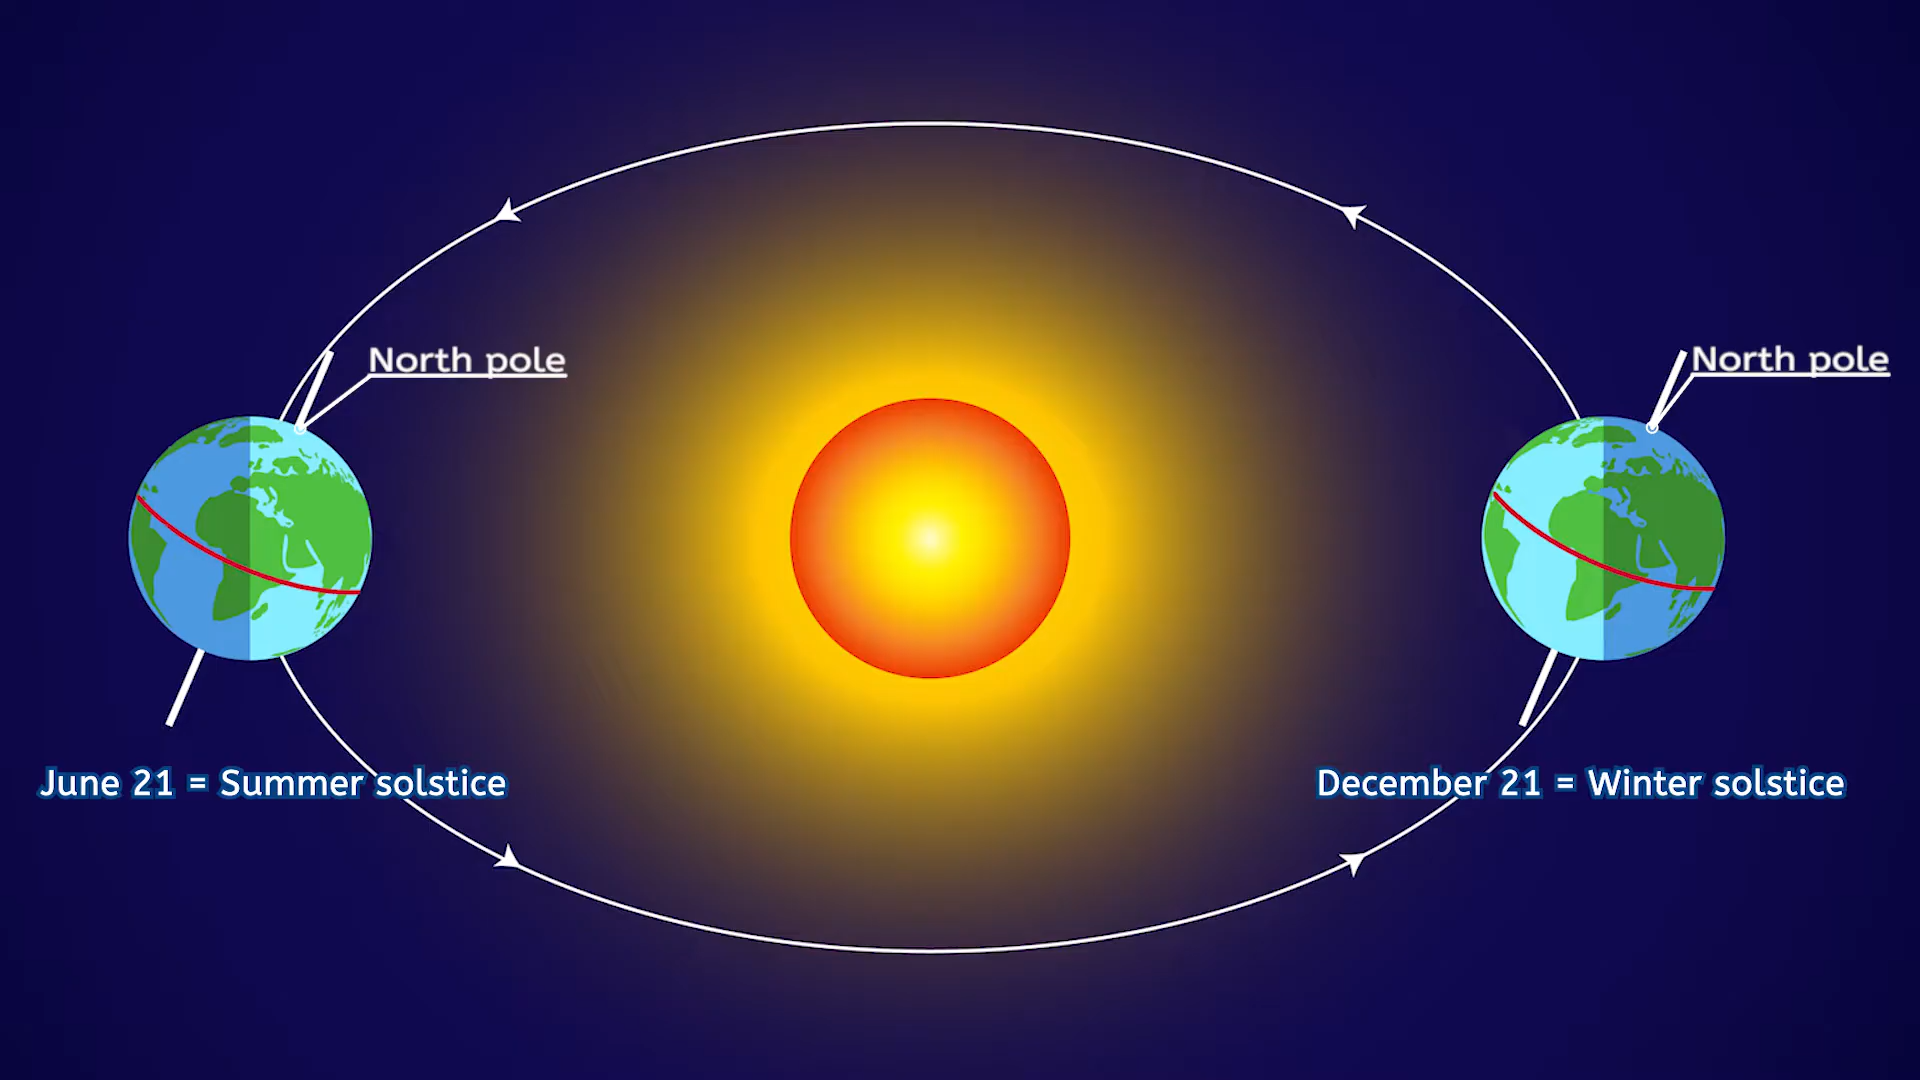 North pole
North pole
June 21 = Summer solstice
December 21 = Winter solstice